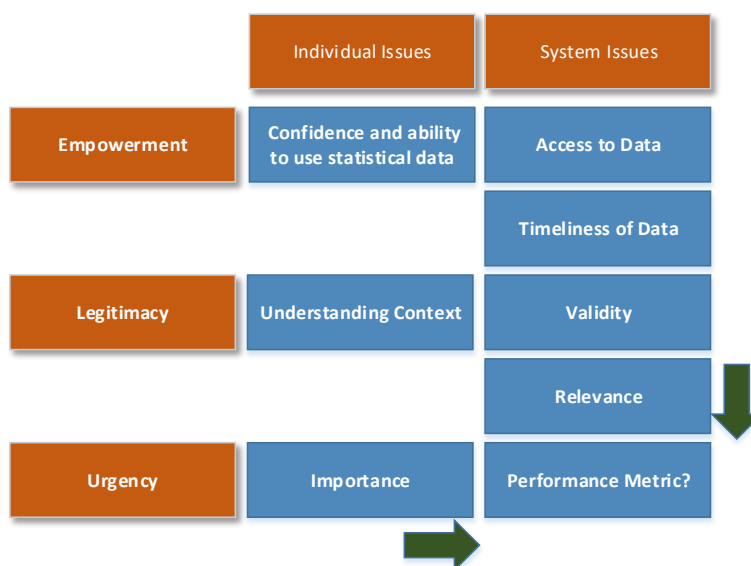 Individual Issues
System Issues
Empowerment
Confidence and ability
to use statistical data
Access to Data
Timeliness of Data
Legitimacy
Understanding Context
Validity
Relevance
Urgency
Importance
Performance Metric?